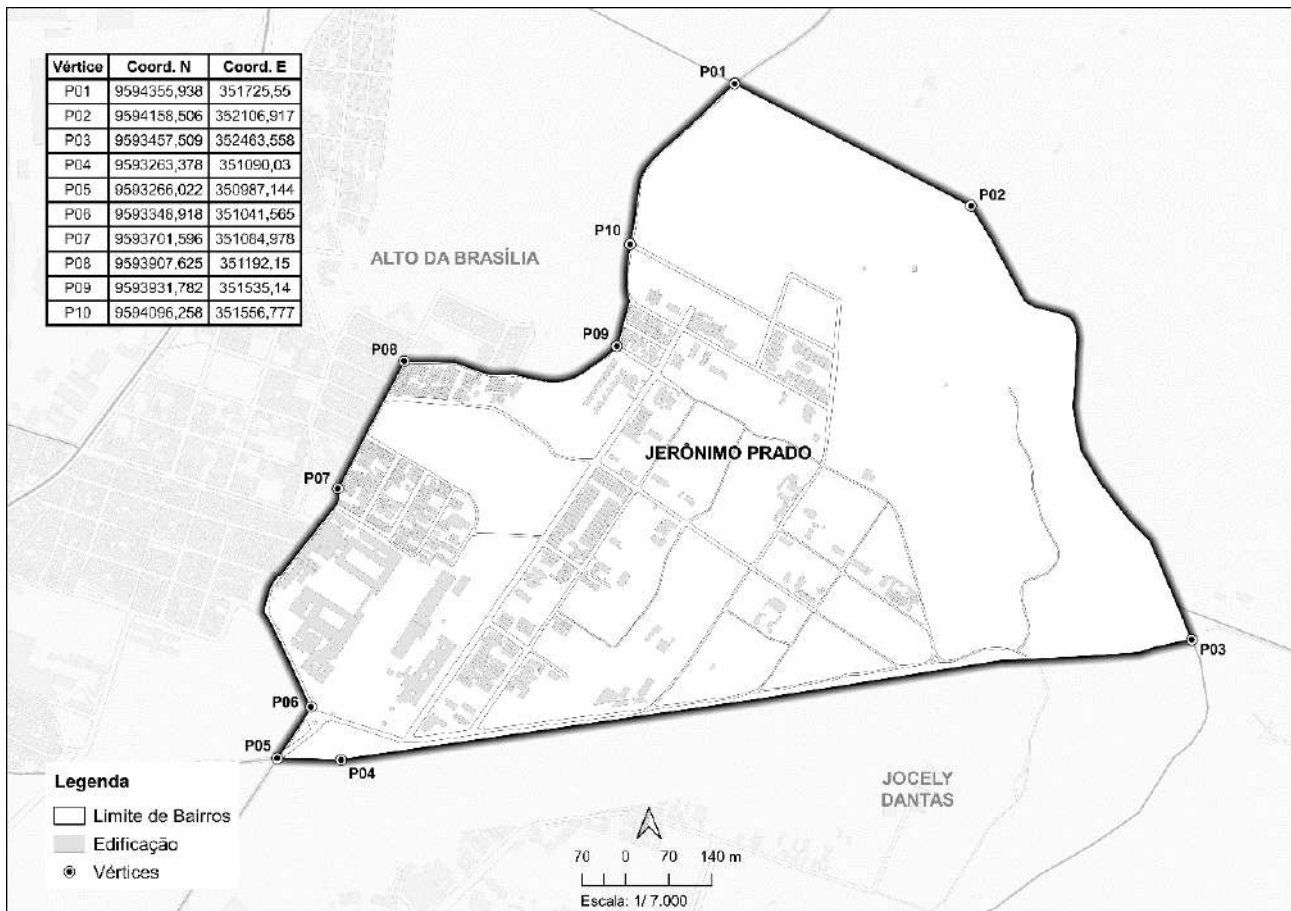 Vértice Coord. N Coord. E
P01 9594355,938 351725,55
P02 9594158,506 352106,917
P03 9593457,509 352463,558
P04 9593263,378 351090,03
P05 9593266,022 350987,144
P06 9593348,918 351041,565
P07 9593701,596 351084,978
P08 9593907,625 351192,15
P09 9593931,782 351535,14
P10 9594096,258 351556,777
P01
P02
P10
ALTO DA BRASÍLIA
P09
P08
JERÔNIMO PRADO
P07
P03
P06
P05
P04
Legenda
Limite de Bairros
Edificação
Vértices
JOCELY
DANTAS
70 0 70 140 m
Escala: 1/ 7.000